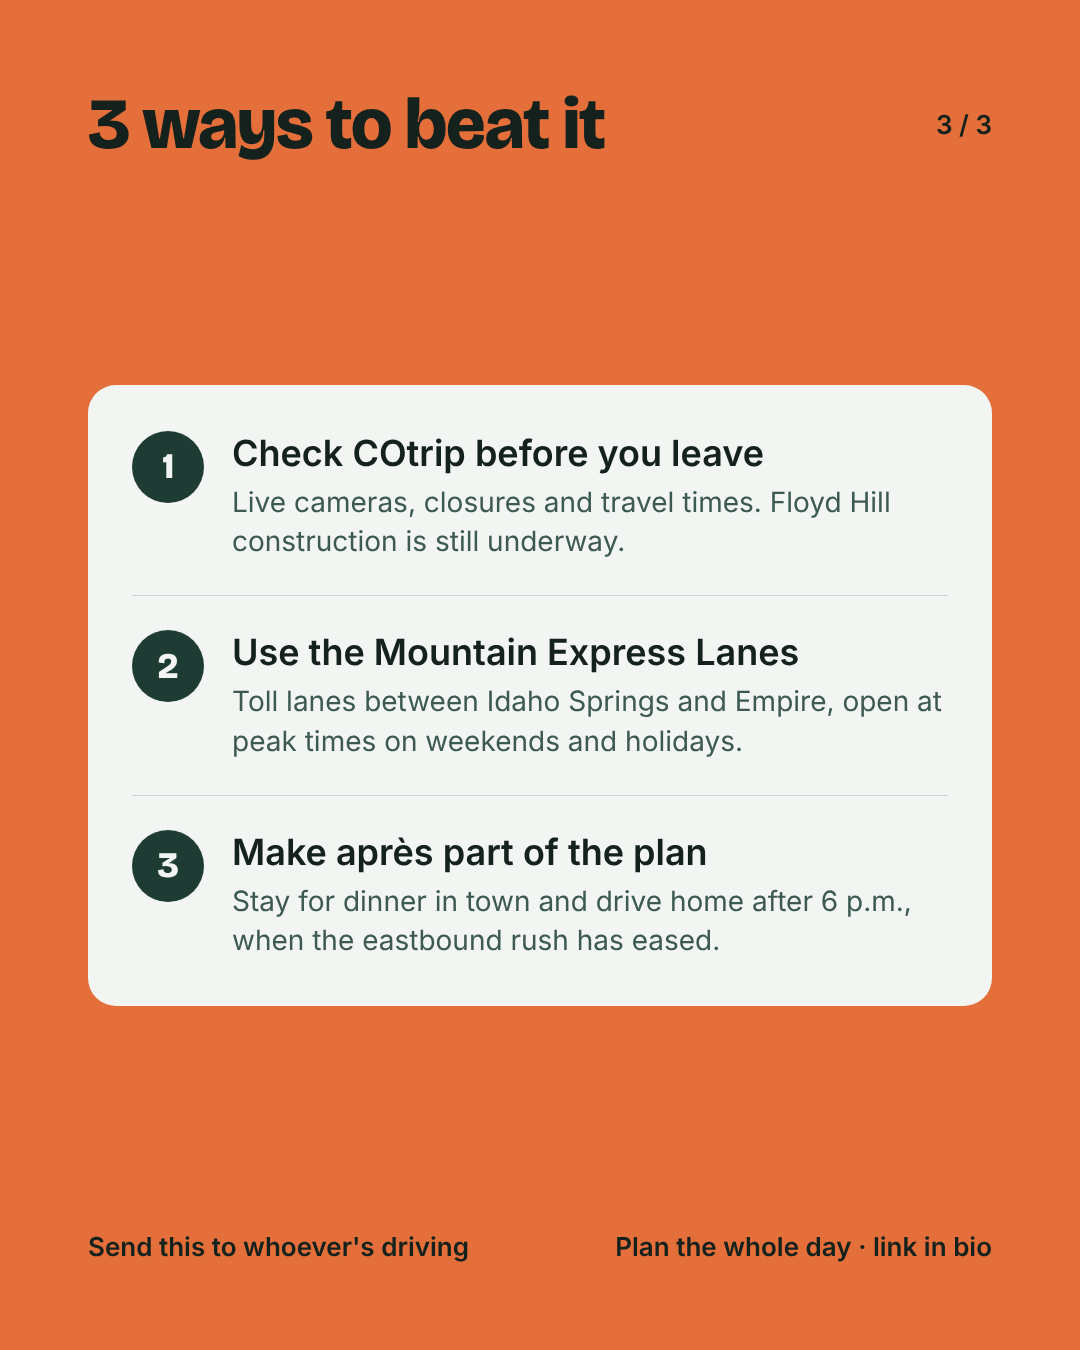 3 ways to beat it
3 / 3
1
Check COtrip before you leave
Live cameras, closures and travel times. Floyd Hill
construction is still underway.
2
Use the Mountain Express Lanes
Toll lanes between Idaho Springs and Empire, open at
peak times on weekends and holidays.
3
Make après part of the plan
Stay for dinner in town and drive home after 6 p.m.,
when the eastbound rush has eased.
Send this to whoever's driving
Plan the whole day · link in bio